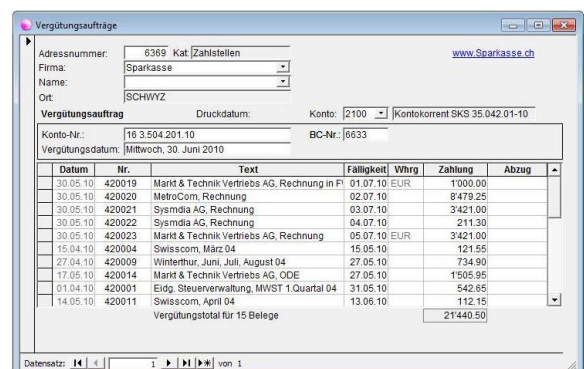 Vergütungsaufträge
Adressnummer: 6369 Kat: Zahlstellen www.Sparkasse.ch
Firma: Sparkasse
Name:
Ort: SCHWYZ
Vergütungsauftrag Druckdatum: Konto: 2100 Kontokorrent SKS 35.042.01-10
Konto-Nr.: 16 3.504.201.10 BC-Nr.: 6633
Vergütungsdatum: Mittwoch, 30. Juni 2010
Datum Nr. Text Fälligkeit Whrg Zahlung Abzug
30.05.10 420019 Markt & Technik Vertriebs AG, Rechnung in F 01.07.10 EUR 1'000.00
30.05.10 420020 MetroCom, Rechnung 02.07.10 8'479.25
30.05.10 420021 Sysmdia AG, Rechnung 03.07.10 3'421.00
30.05.10 420022 Sysmdia AG, Rechnung 04.07.10 211.30
30.05.10 420023 Markt & Technik Vertriebs AG, Rechnung 05.07.10 EUR 3'421.00
15.04.10 420004 Swisscom, März 04 15.05.10 121.55
27.04.10 420009 Winterthur, Juni, Juli, August 04 27.05.10 734.90
17.05.10 420014 Markt & Technik Vertriebs AG, ODE 27.05.10 1'505.95
01.04.10 420001 Eidg. Steuerverwaltung, MWST 1.Quartal 04 31.05.10 542.65
14.05.10 420011 Swisscom, April 04 13.06.10 112.15
Vergütungstotal für 15 Belege 21'440.50
Datensatz: 1 von 1